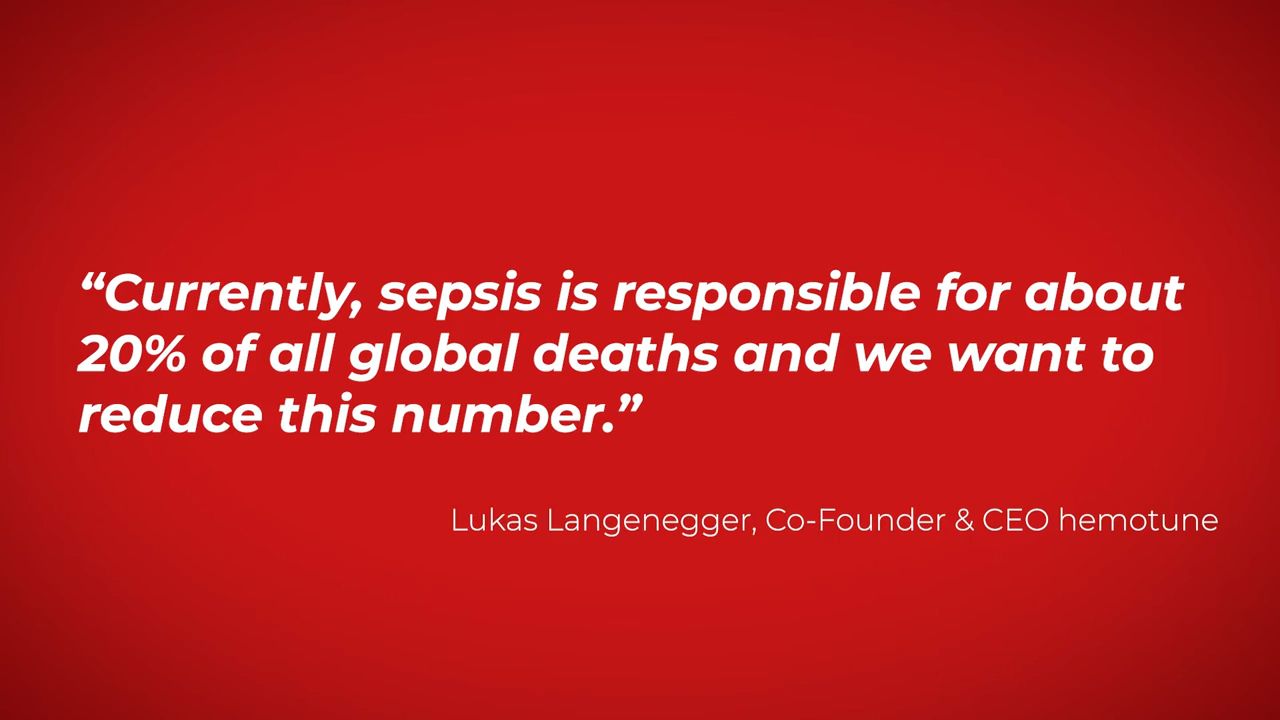 “Currently, sepsis is responsible for about
20% of all global deaths and we want to
reduce this number.”
Lukas Langenegger, Co-Founder & CEO hemotune